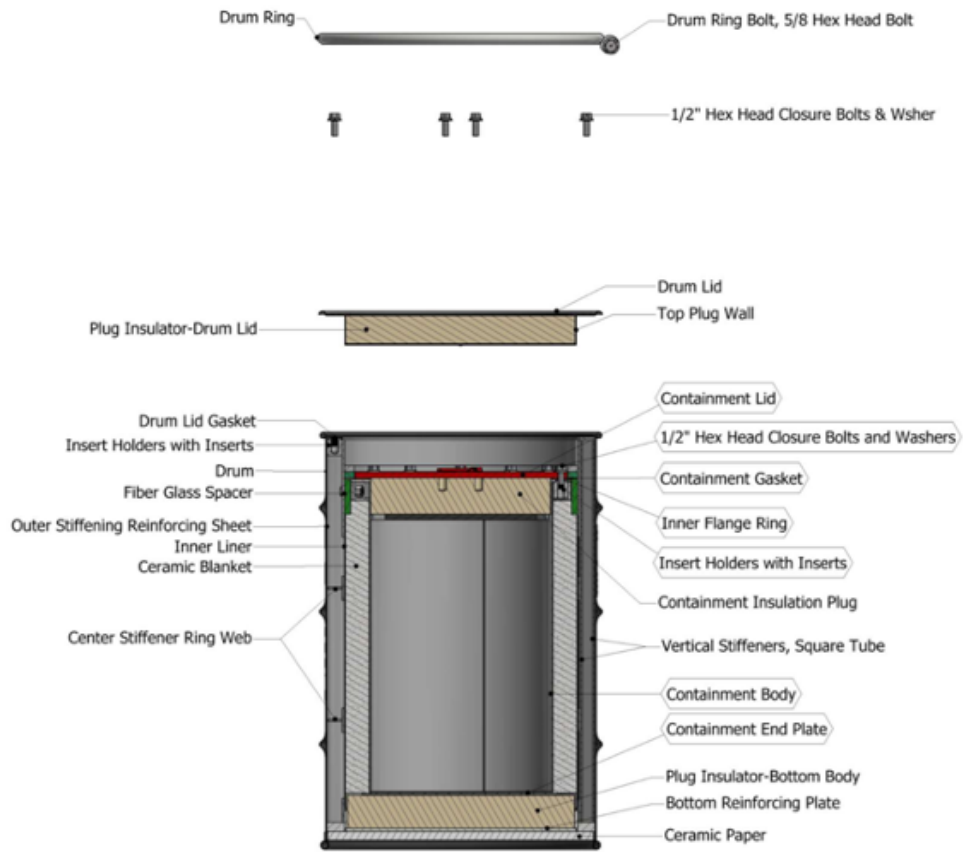 Drum Ring
Drum Ring Bolt, 5/8 Hex Head Bolt
1/2" Hex Head Closure Bolts & Wsher
Drum Lid
Plug Insulator-Drum Lid
Top Plug Wall
Containment Lid
Drum Lid Gasket
1/2" Hex Head Closure Bolts and Washers
Insert Holders with Inserts
Drum
Containment Gasket
Fiber Glass Spacer
Outer Stiffening Reinforcing Sheet
Inner Flange Ring
Inner Liner
Ceramic Blanket
Insert Holders with Inserts
Containment Insulation Plug
Center Stiffener Ring Web
Vertical Stiffeners, Square Tube
Containment Body
Containment End Plate
Plug Insulator-Bottom Body
Bottom Reinforcing Plate
Ceramic Paper